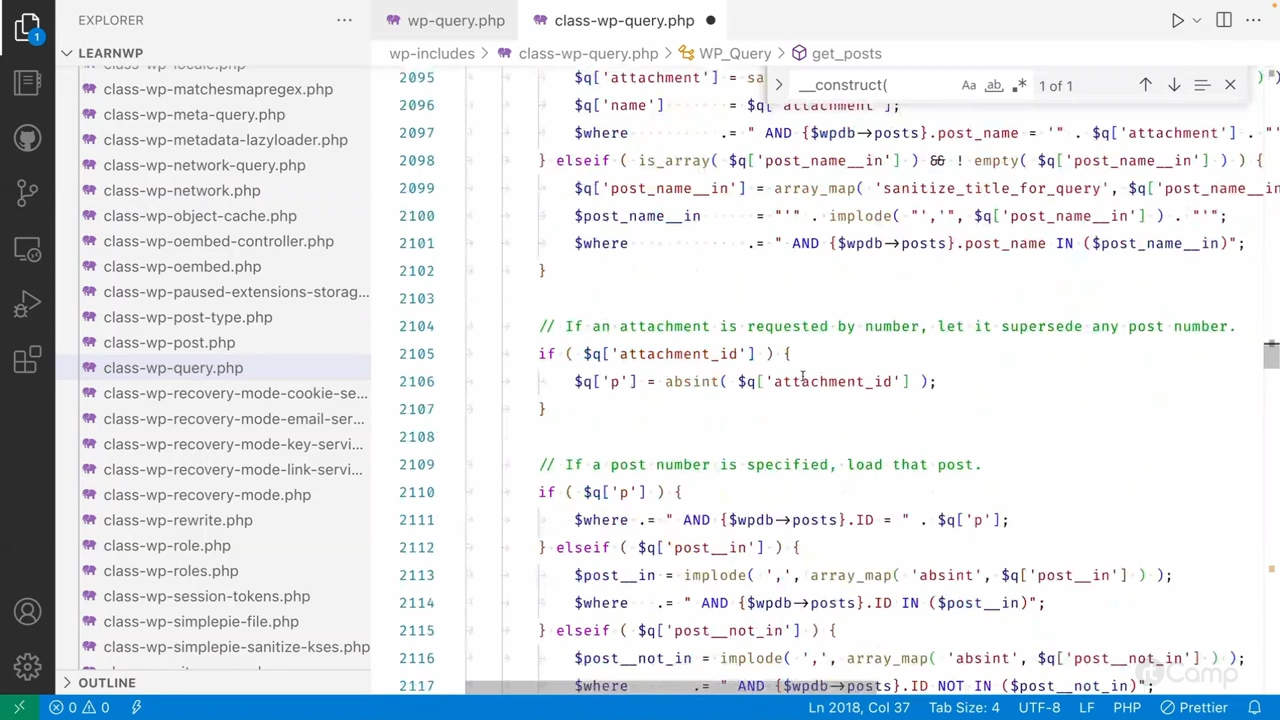 EXPLORER
LEARNWP
class-wp-locale.php
class-wp-matchesmapregex.php
class-wp-meta-query.php
class-wp-metadata-lazyloader.php
class-wp-network-query.php
class-wp-network.php
class-wp-object-cache.php
class-wp-oembed-controller.php
class-wp-oembed.php
class-wp-paused-extensions-storag...
class-wp-post-type.php
class-wp-post.php
class-wp-query.php
class-wp-recovery-mode-cookie-se...
class-wp-recovery-mode-email-ser...
class-wp-recovery-mode-key-servi...
class-wp-recovery-mode-link-servi...
class-wp-recovery-mode.php
class-wp-rewrite.php
class-wp-role.php
class-wp-roles.php
class-wp-session-tokens.php
class-wp-simplepie-file.php
class-wp-simplepie-sanitize-kses.php
OUTLINE
1
wp-query.php
class-wp-query.php
wp-includes > class-wp-query.php > WP_Query > get_posts
__construct(
Aa ab
1 of 1
2095 $q['attachment'] = sa
2096 $q['name'] = $q['attachment'];
2097 $where .= " AND {$wpdb->posts}.post_name = '" . $q['attachment'] . "'
2098 } elseif ( is_array( $q['post_name__in'] ) && ! empty( $q['post_name__in'] ) ) {
2099 $q['post_name__in'] = array_map( 'sanitize_title_for_query', $q['post_name__in
2100 $post_name__in = "'" . implode( "','", $q['post_name__in'] ) . "'";
2101 $where .= " AND {$wpdb->posts}.post_name IN ($post_name__in)";
2102 }
2103
2104 // If an attachment is requested by number, let it supersede any post number.
2105 if ( $q['attachment_id'] ) {
2106 $q['p'] = absint( $q['attachment_id'] );
2107 }
2108
2109 // If a post number is specified, load that post.
2110 if ( $q['p'] ) {
2111 $where .= " AND {$wpdb->posts}.ID = " . $q['p'];
2112 } elseif ( $q['post__in'] ) {
2113 $post__in = implode( ',', array_map( 'absint', $q['post__in'] ) );
2114 $where .= " AND {$wpdb->posts}.ID IN ($post__in)";
2115 } elseif ( $q['post__not_in'] ) {
2116 $post__not_in = implode( ',', array_map( 'absint', $q['post__not_in'] ) );
2117 $where .= " AND {$wpdb->posts}.ID NOT IN ($post__not_in)";
rtCamp
0 0
Ln 2018, Col 37
Tab Size: 4
UTF-8
LF
PHP
Prettier